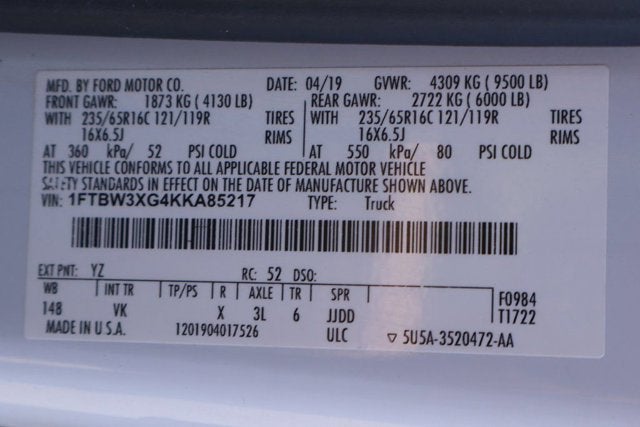 MFD. BY FORD MOTOR CO. DATE: 04/19 GVWR: 4309 KG ( 9500 LB)
FRONT GAWR: 1873 KG ( 4130 LB) REAR GAWR: 2722 KG ( 6000 LB)
WITH 235/65R16C 121/119R TIRES WITH 235/65R16C 121/119R TIRES
16X6.5J RIMS 16X6.5J RIMS
AT 360 kPa/ 52 PSI COLD AT 550 kPa/ 80 PSI COLD
THIS VEHICLE CONFORMS TO ALL APPLICABLE FEDERAL MOTOR VEHICLE
SAFETY STANDARDS IN EFFECT ON THE DATE OF MANUFACTURE SHOWN ABOVE.
VIN: 1FTBW3XG4KKA85217 TYPE: Truck
EXT PNT: YZ RC: 52 DSO:
WB INT TR TP/PS R AXLE TR SPR F0984
148 VK X 3L 6 JJDD T1722
MADE IN U.S.A. 1201904017526 ULC ▽ 5U5A-3520472-AA